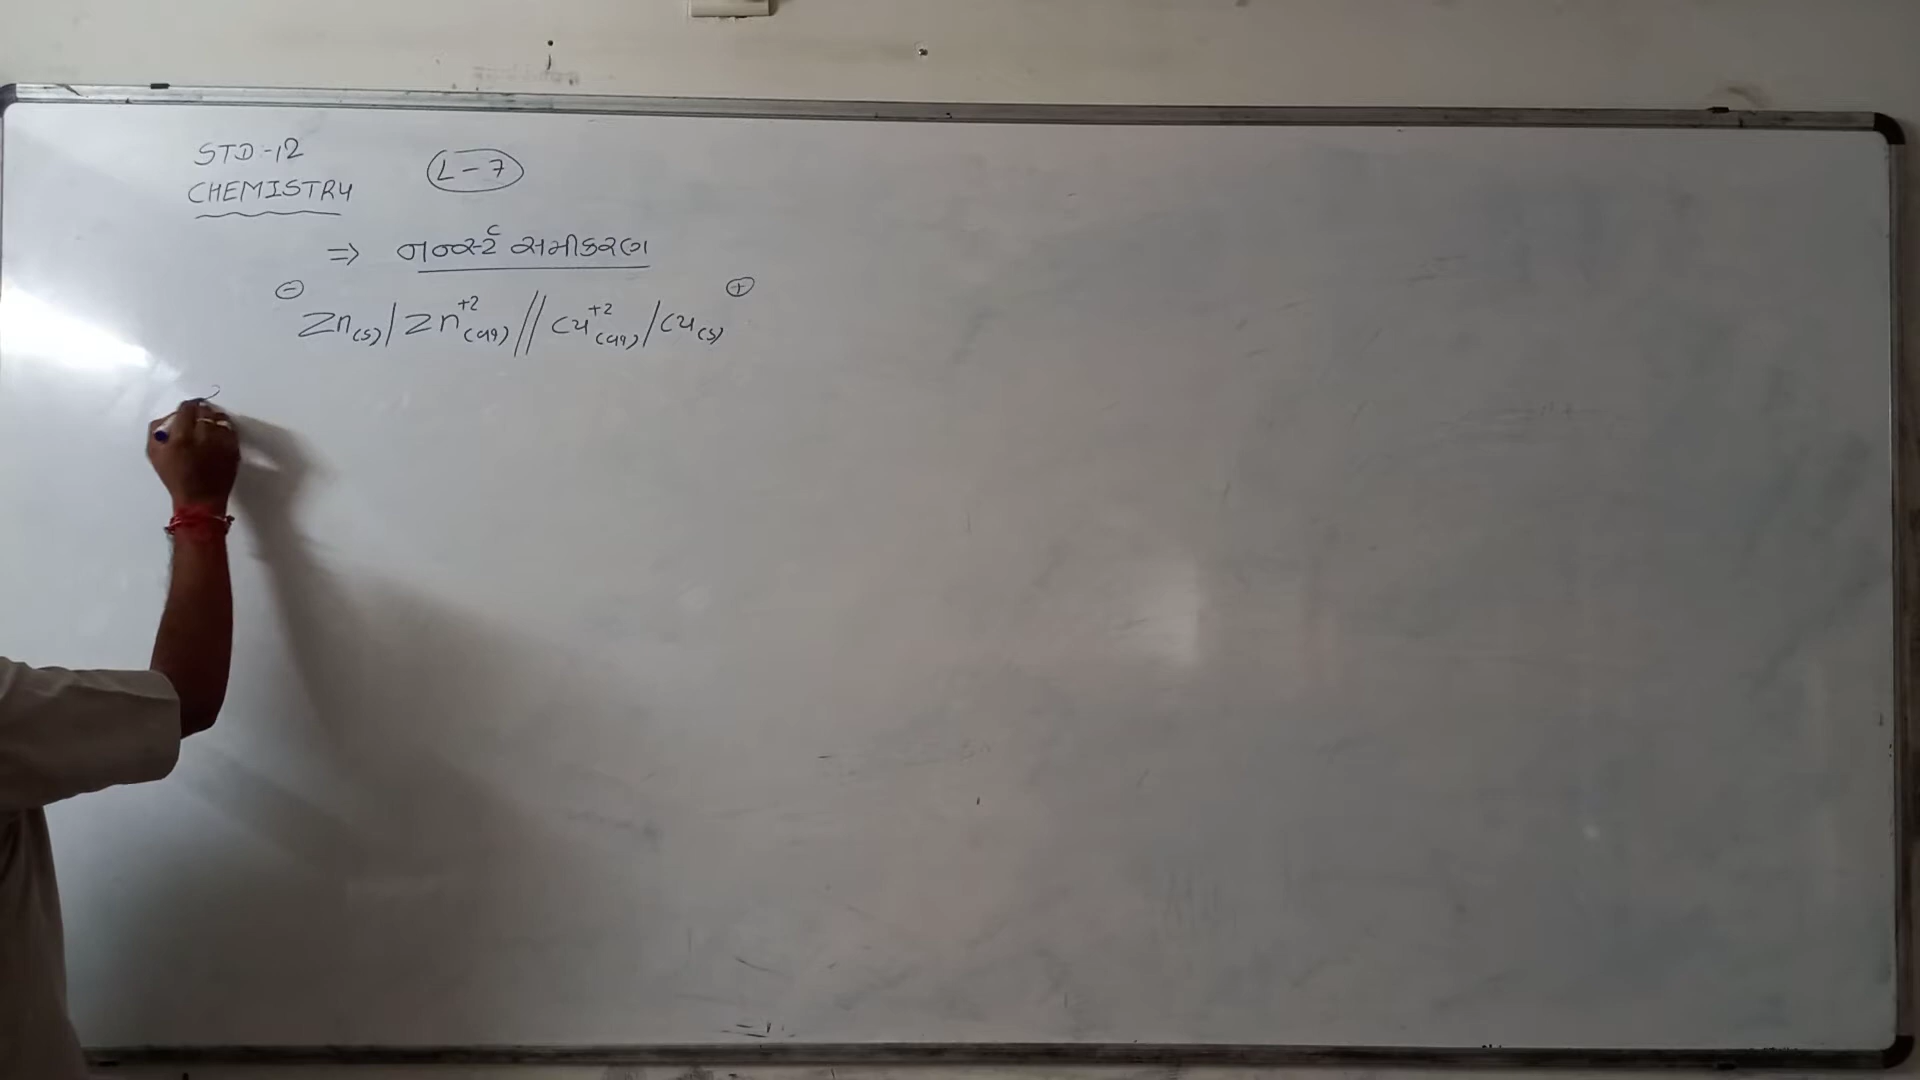 STD-12
CHEMISTRY
L-7
⇒ નર્ન્સ્ટ સમીકરણ
⊖ ⊕
Zn(s)/Zn⁺²(aq)//Cu⁺²(aq)/Cu(s)